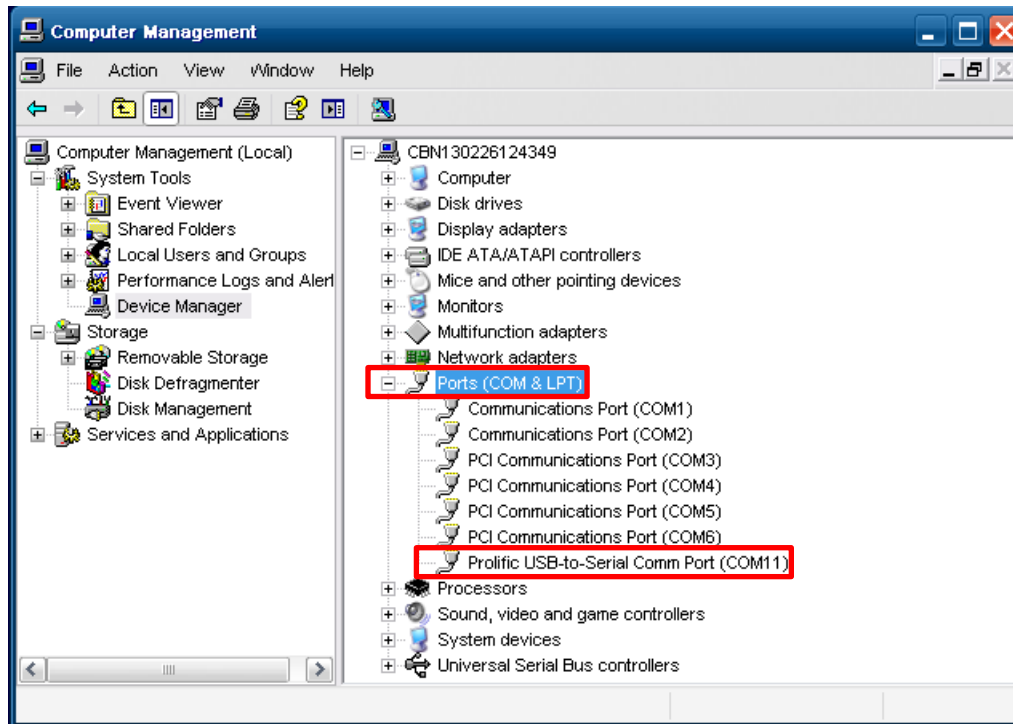 Computer Management
File Action View Window Help
Computer Management (Local)
System Tools
Event Viewer
Shared Folders
Local Users and Groups
Performance Logs and Alert
Device Manager
Storage
Removable Storage
Disk Defragmenter
Disk Management
Services and Applications
CBN130226124349
Computer
Disk drives
Display adapters
IDE ATA/ATAPI controllers
Mice and other pointing devices
Monitors
Multifunction adapters
Network adapters
Ports (COM & LPT)
Communications Port (COM1)
Communications Port (COM2)
PCI Communications Port (COM3)
PCI Communications Port (COM4)
PCI Communications Port (COM5)
PCI Communications Port (COM6)
Prolific USB-to-Serial Comm Port (COM11)
Processors
Sound, video and game controllers
System devices
Universal Serial Bus controllers